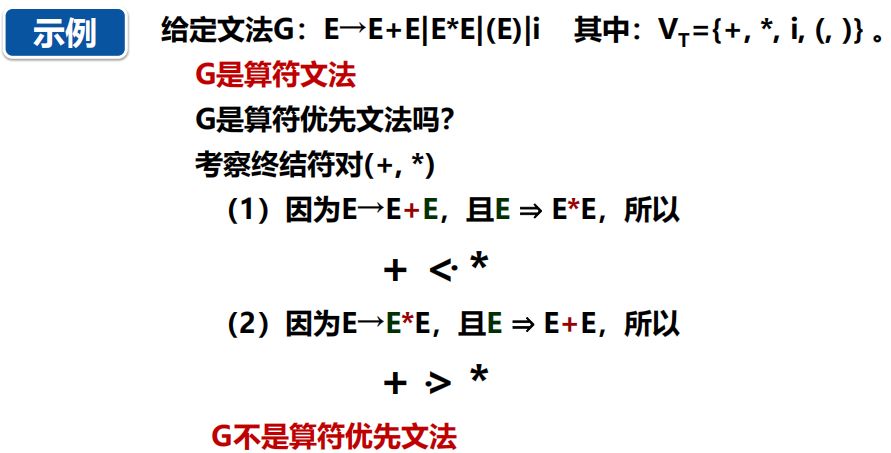 示例
给定文法G：E→E+E|E*E|(E)|i 其中：V_T={+, *, i, (, )} 。
G是算符文法
G是算符优先文法吗？
考察终结符对(+, *)
（1）因为E→E+E，且E ⇒ E*E，所以
+ ⋖ *
（2）因为E→E*E，且E ⇒ E+E，所以
+ ⋗ *
G不是算符优先文法